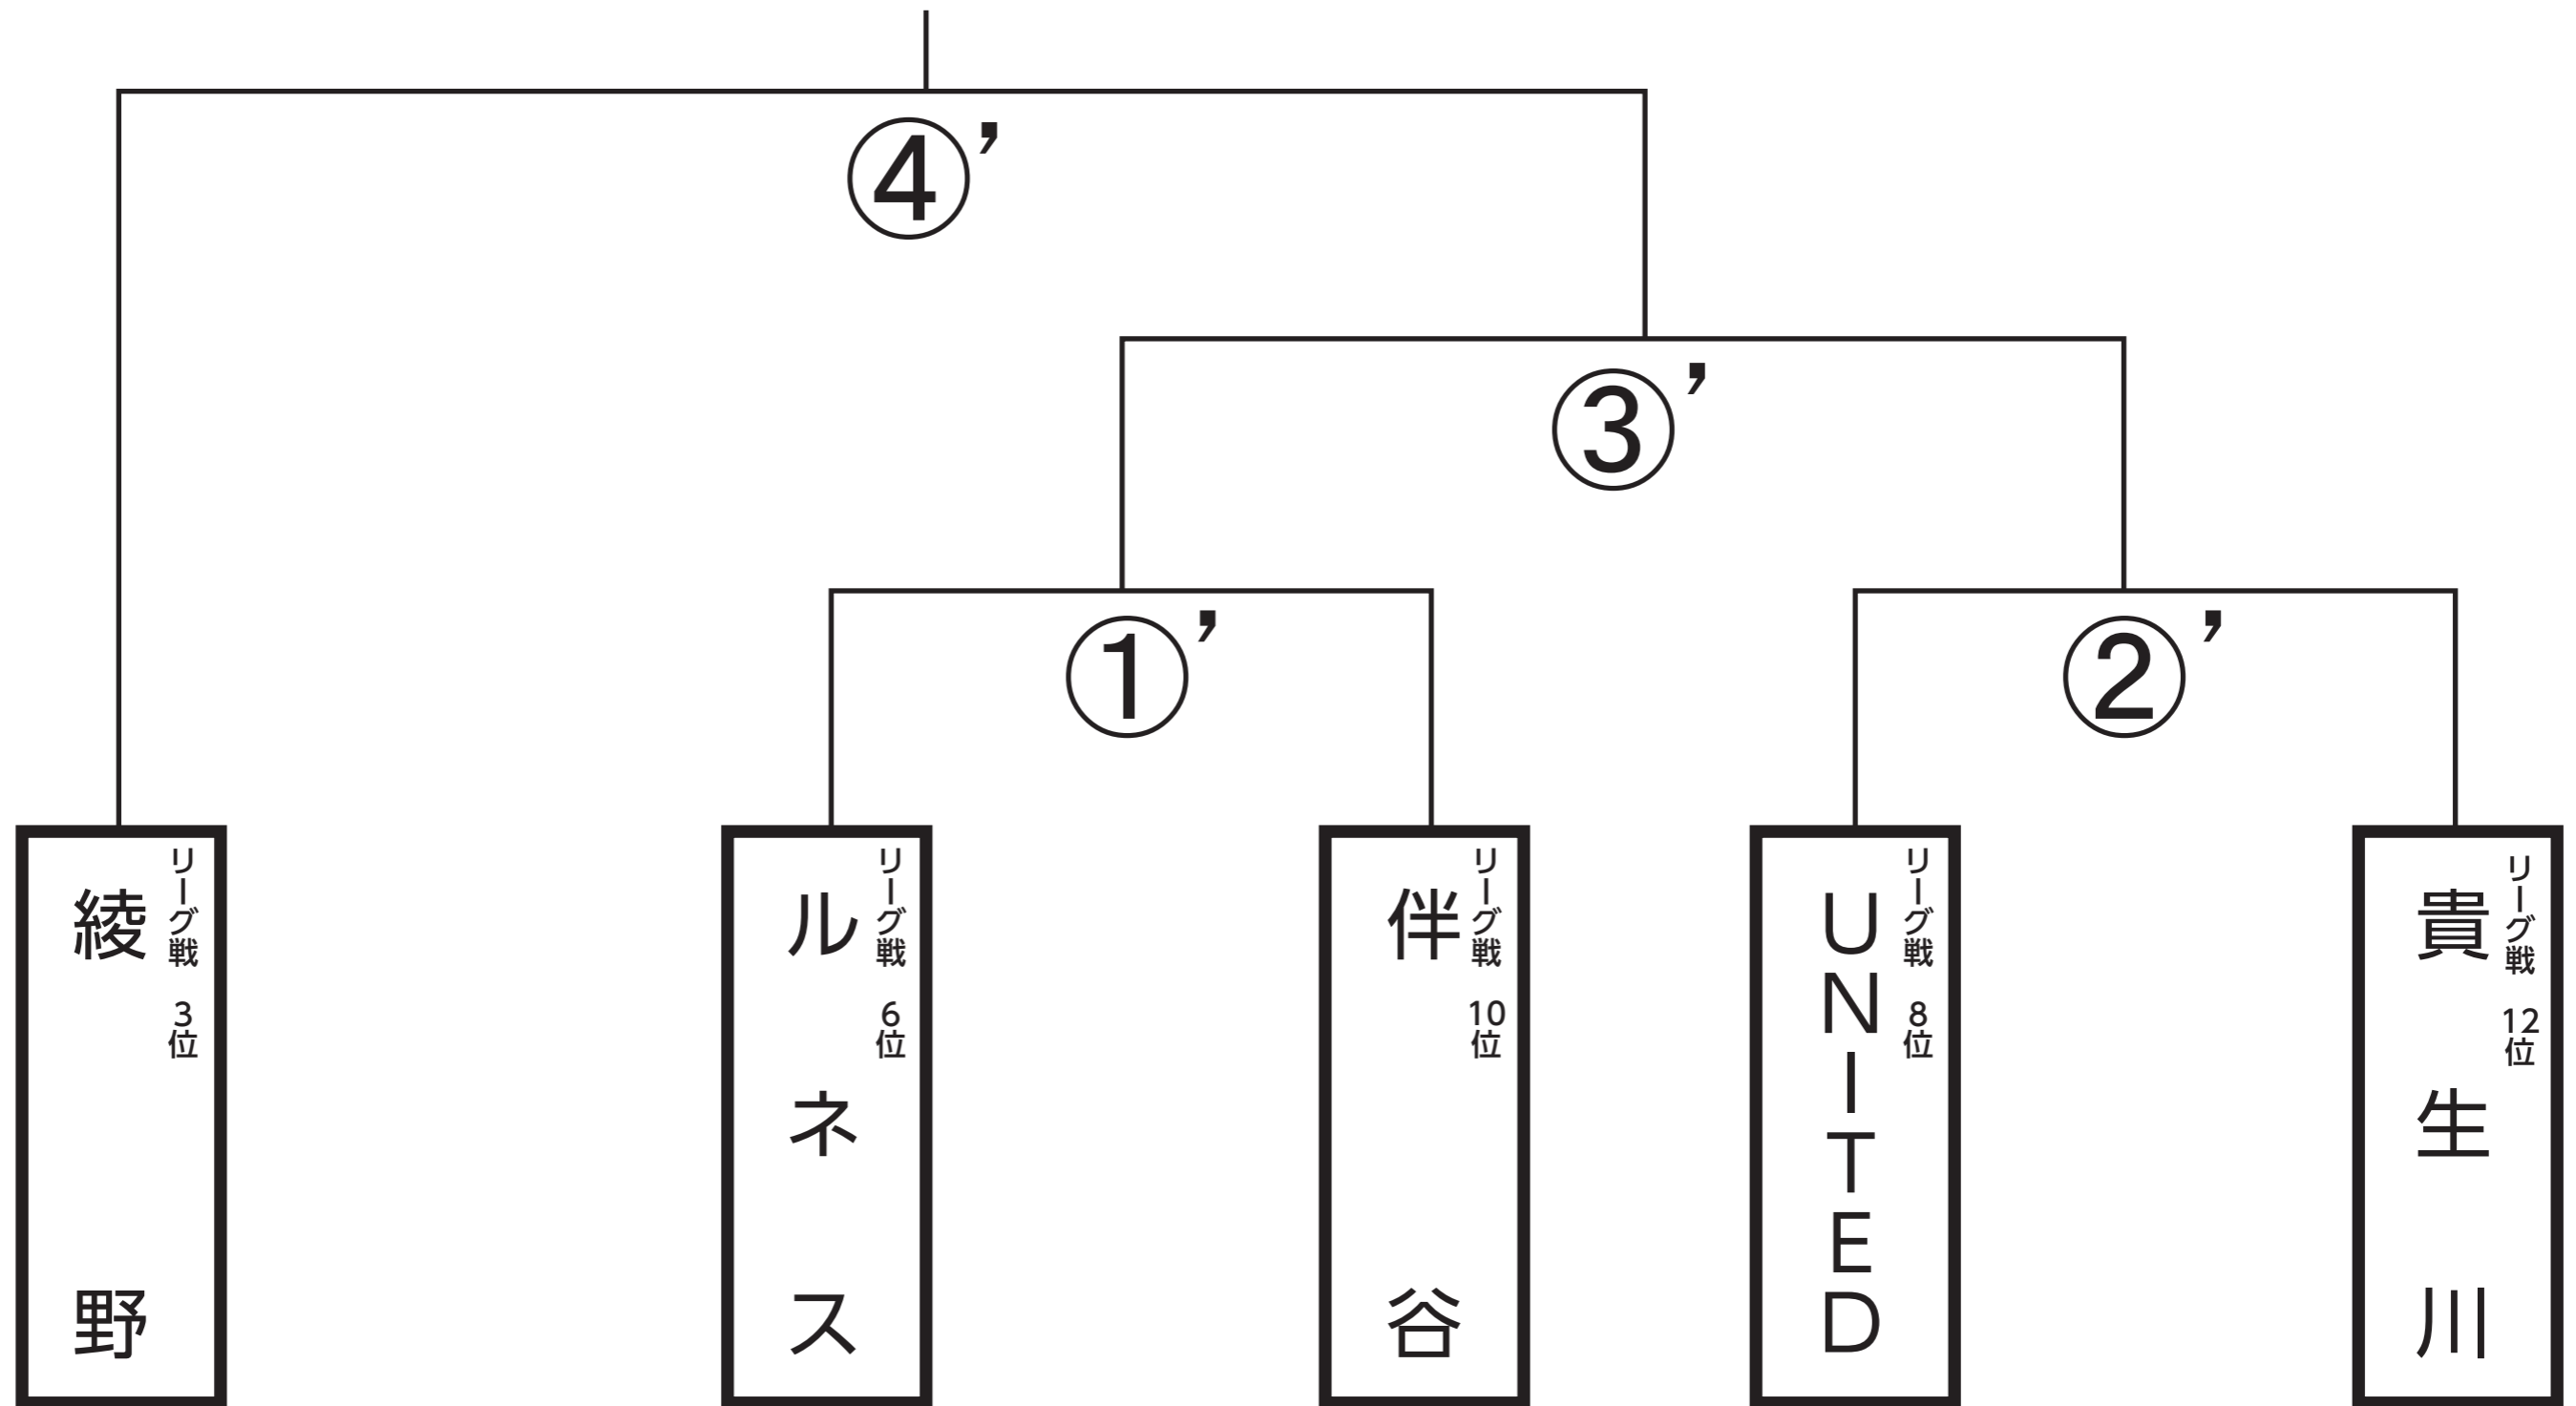 ④’
③’
①’
②’
綾野
リーグ戦 3位
ルネス
リーグ戦 6位
伴谷
リーグ戦 10位
UNITED
リーグ戦 8位
貴生川
リーグ戦 12位